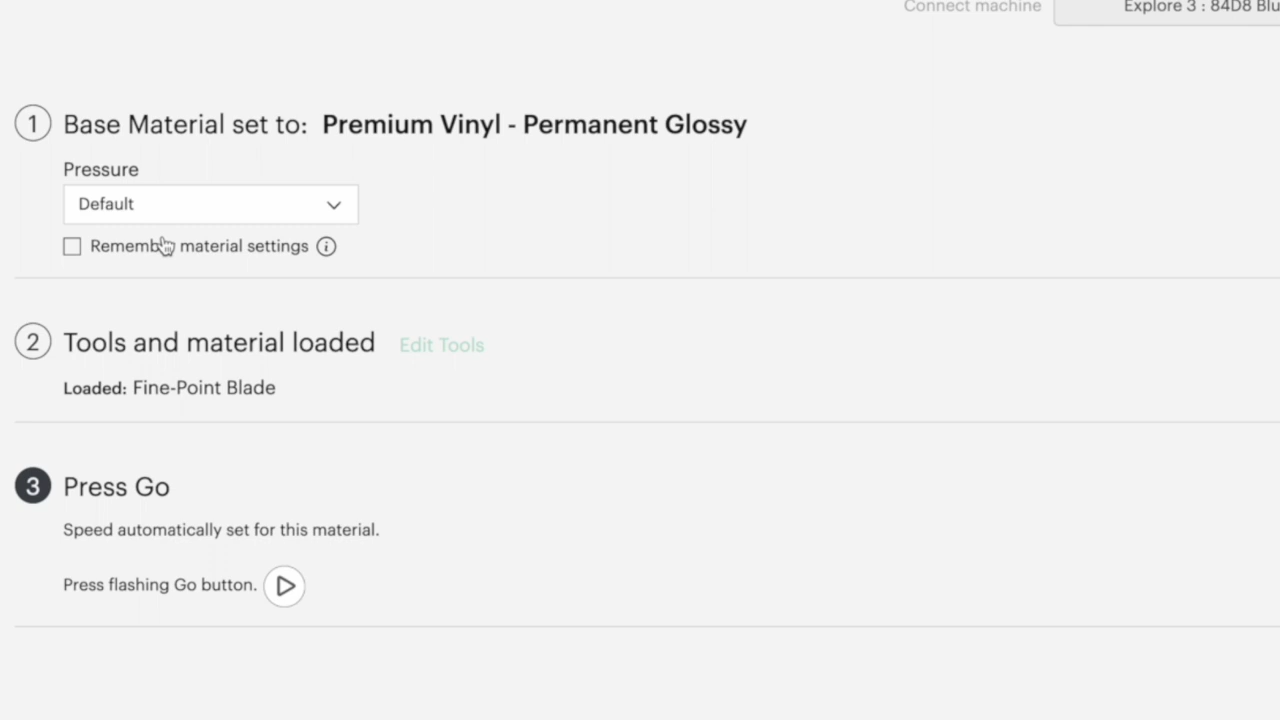 Connect machine
Explore 3 : 84D8
1 Base Material set to: Premium Vinyl - Permanent Glossy
Pressure
Default
Remember material settings
2 Tools and material loaded Edit Tools
Loaded: Fine-Point Blade
3 Press Go
Speed automatically set for this material.
Press flashing Go button.